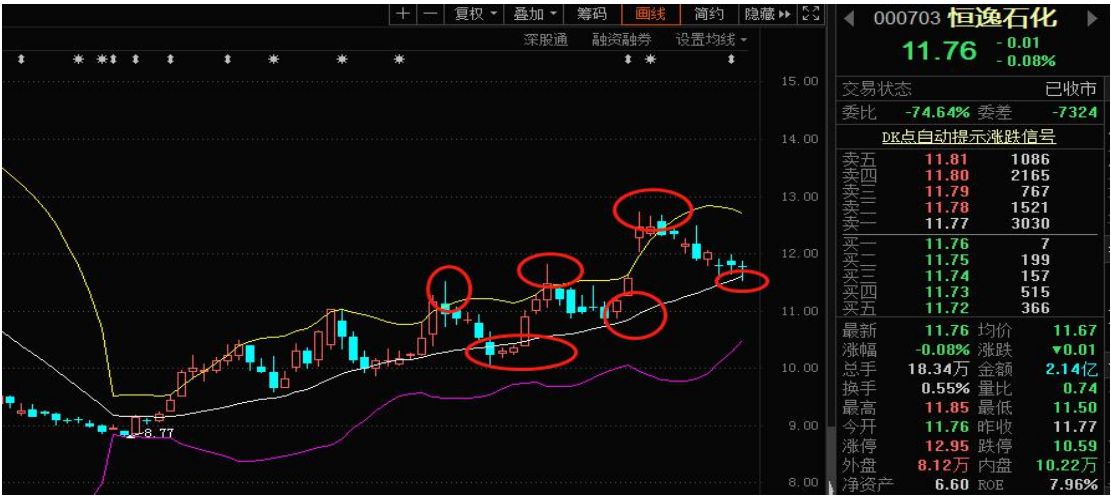 ＋ － 复权 叠加 筹码 画线 简约 隐藏
深股通 融资融券 设置均线
15.00
14.00
13.00
12.00
11.00
10.00
9.00
8.00
8.77
000703 恒逸石化
11.76 -0.01
-0.08%
交易状态 已收市
委比 -74.64% 委差 -7324
DK点自动提示涨跌信号
卖五 11.81 1086
卖四 11.80 2165
卖三 11.79 767
卖二 11.78 1521
卖一 11.77 3030
买一 11.76 7
买二 11.75 199
买三 11.74 157
买四 11.73 515
买五 11.72 366
最新 11.76 均价 11.67
涨幅 -0.08% 涨跌 ▼0.01
总手 18.34万 金额 2.14亿
换手 0.55% 量比 0.74
最高 11.85 最低 11.50
今开 11.76 昨收 11.77
涨停 12.95 跌停 10.59
外盘 8.12万 内盘 10.22万
净资产 6.60 ROE 7.96%